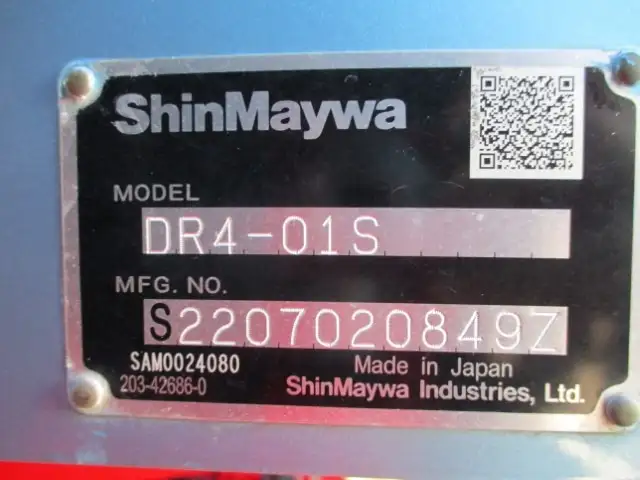 ShinMaywa
MODEL
DR4-01S
MFG. NO.
S2207020849Z
SAM0024080
203-42686-0
Made in Japan
ShinMaywa Industries, Ltd.